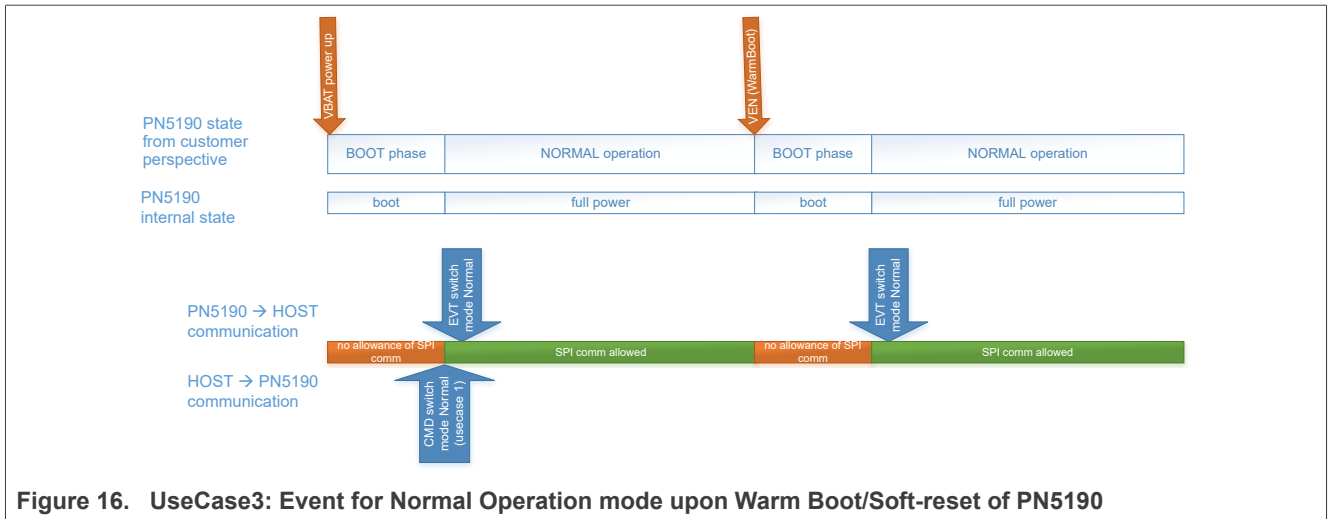 VBAT power up
VEN (WarmBoot)
PN5190 state
from customer
perspective
BOOT phase
NORMAL operation
BOOT phase
NORMAL operation
PN5190
internal state
boot
full power
boot
full power
EVT switch
mode Normal
EVT switch
mode Normal
PN5190 → HOST
communication
no allowance of SPI
comm
SPI comm allowed
no allowance of SPI
comm
SPI comm allowed
HOST → PN5190
communication
CMD switch
mode Normal
(usecase 1)
Figure 16. UseCase3: Event for Normal Operation mode upon Warm Boot/Soft-reset of PN5190